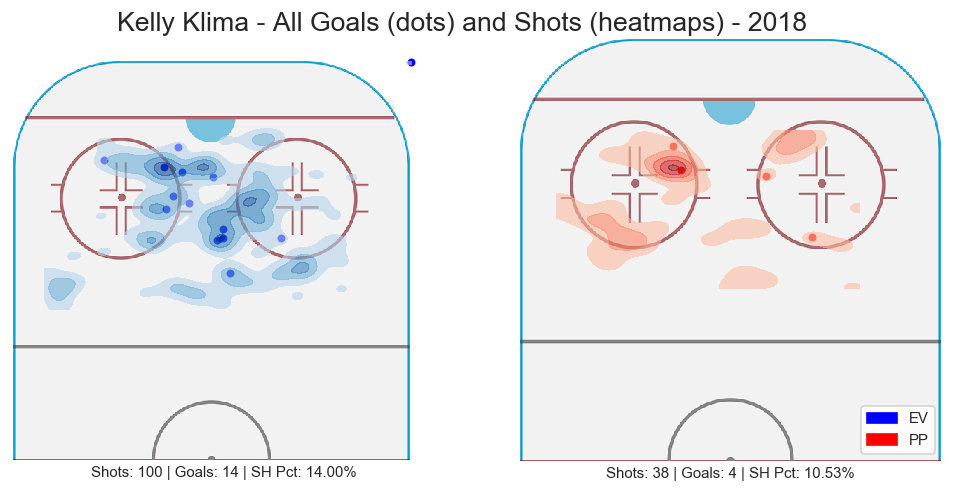 Kelly Klima - All Goals (dots) and Shots (heatmaps) - 2018
EV
PP
Shots: 100 | Goals: 14 | SH Pct: 14.00%
Shots: 38 | Goals: 4 | SH Pct: 10.53%